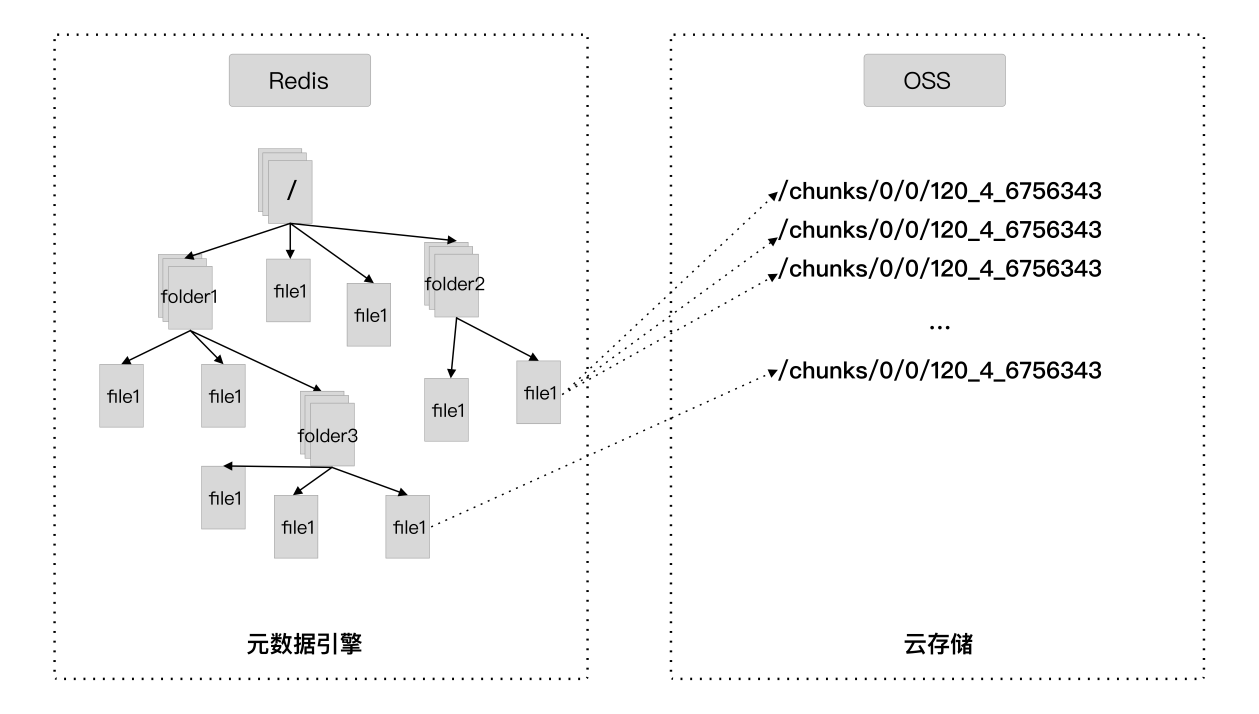 Redis
/
folder1
file1
file1
folder2
file1
file1
folder3
file1
file1
file1
file1
file1
元数据引擎
OSS
/chunks/0/0/120_4_6756343
/chunks/0/0/120_4_6756343
/chunks/0/0/120_4_6756343
...
/chunks/0/0/120_4_6756343
云存储